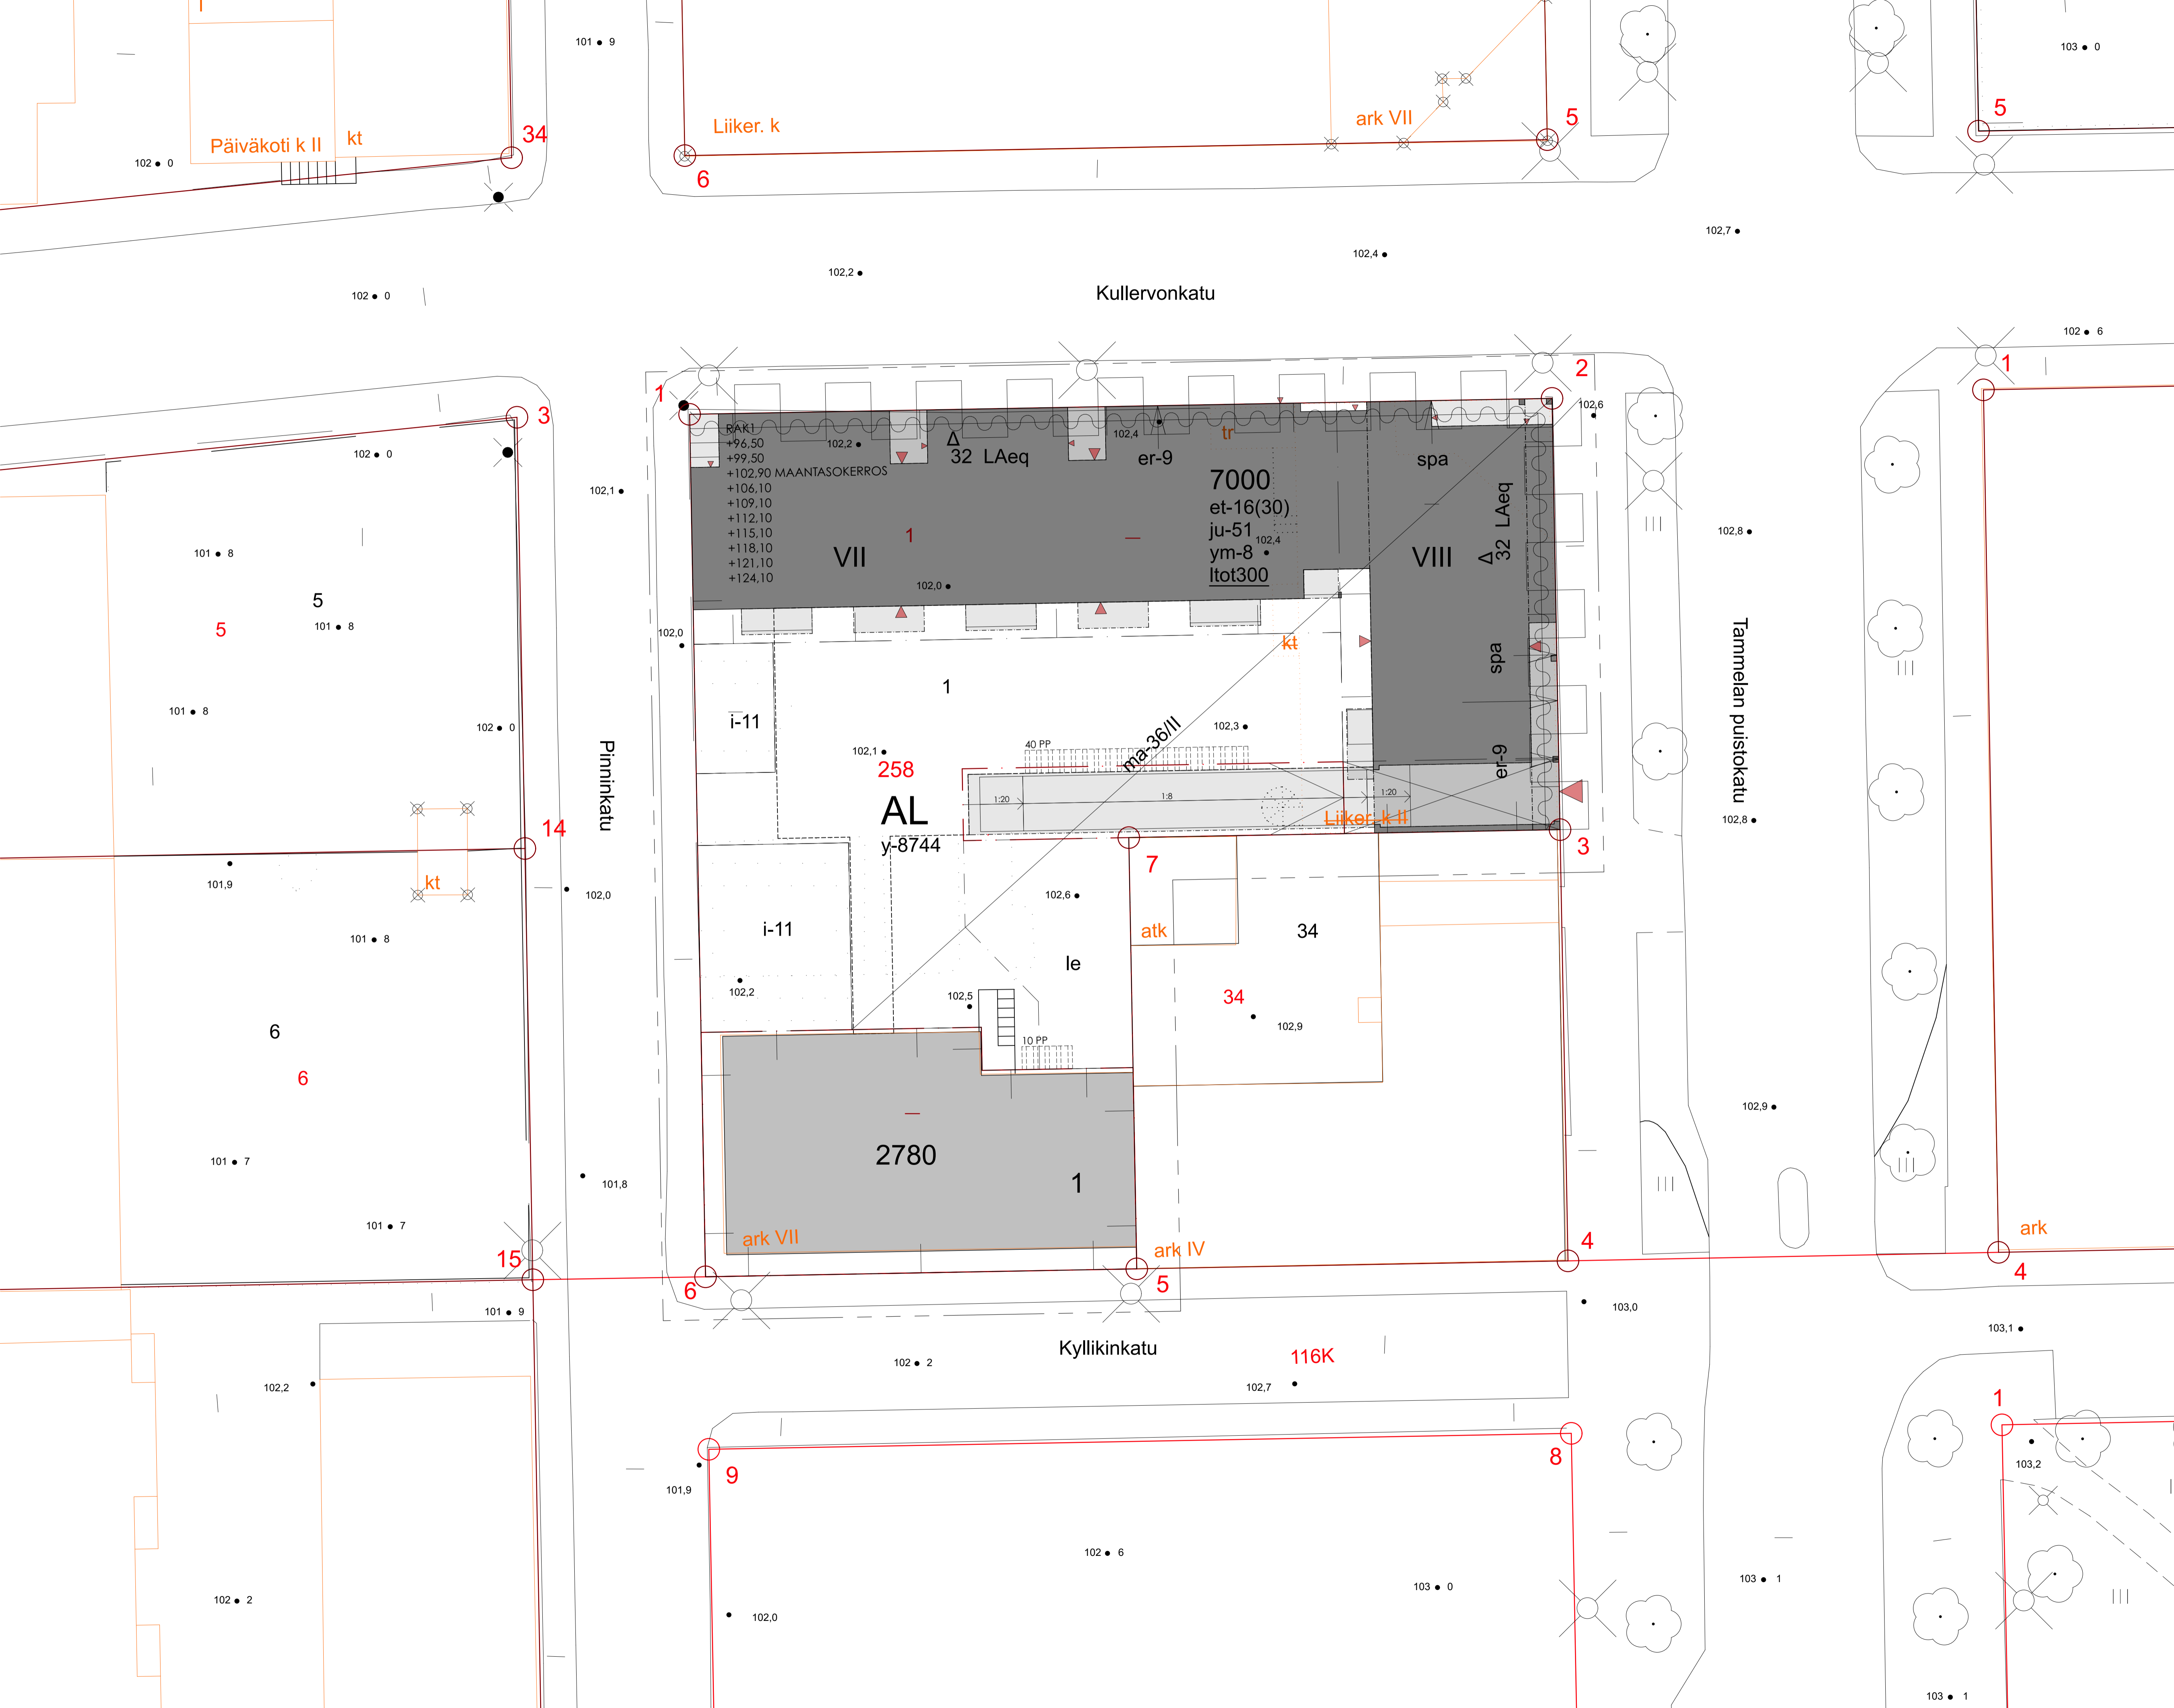 101 9
103 0
Päiväkoti k II
kt
34
Liiker. k
ark VII
5
5
102 0
6
102,7
102,4
102,2
Kullervonkatu
102 0
102 6
1
2
1
3
102,6
RAK1
+96,50
+99,50
+102,90 MAANTASOKERROS
+106,10
+109,10
+112,10
+115,10
+118,10
+121,10
+124,10
102,2
Δ
32 LAeq
102,4
er-9
tr
spa
102 0
102,1
7000
et-16(30)
ju-51
ym-8
ltot300
102,4
Δ
32 LAeq
102,8
1
VII
VIII
101 8
102,0
5
5
101 8
102,0
kt
spa
Tammelan puistokatu
1
101 8
102 0
i-11
102,3
ma-36/II
Pinninkatu
102,1
40 PP
258
er-9
1:20
1:8
1:20
AL
Liiker. k II
102,8
y-8744
14
7
3
101,9
kt
102,0
102,6
atk
i-11
34
101 8
le
34
102,2
102,5
102,9
6
10 PP
6
102,9
2780
1
101 7
101,8
101 7
ark VII
ark IV
ark
15
6
5
4
4
101 9
103,0
103,1
Kyllikinkatu
116K
102 2
102,7
102,2
1
9
8
103,2
101,9
102 6
103 0
103 1
102 2
102,0
103 1